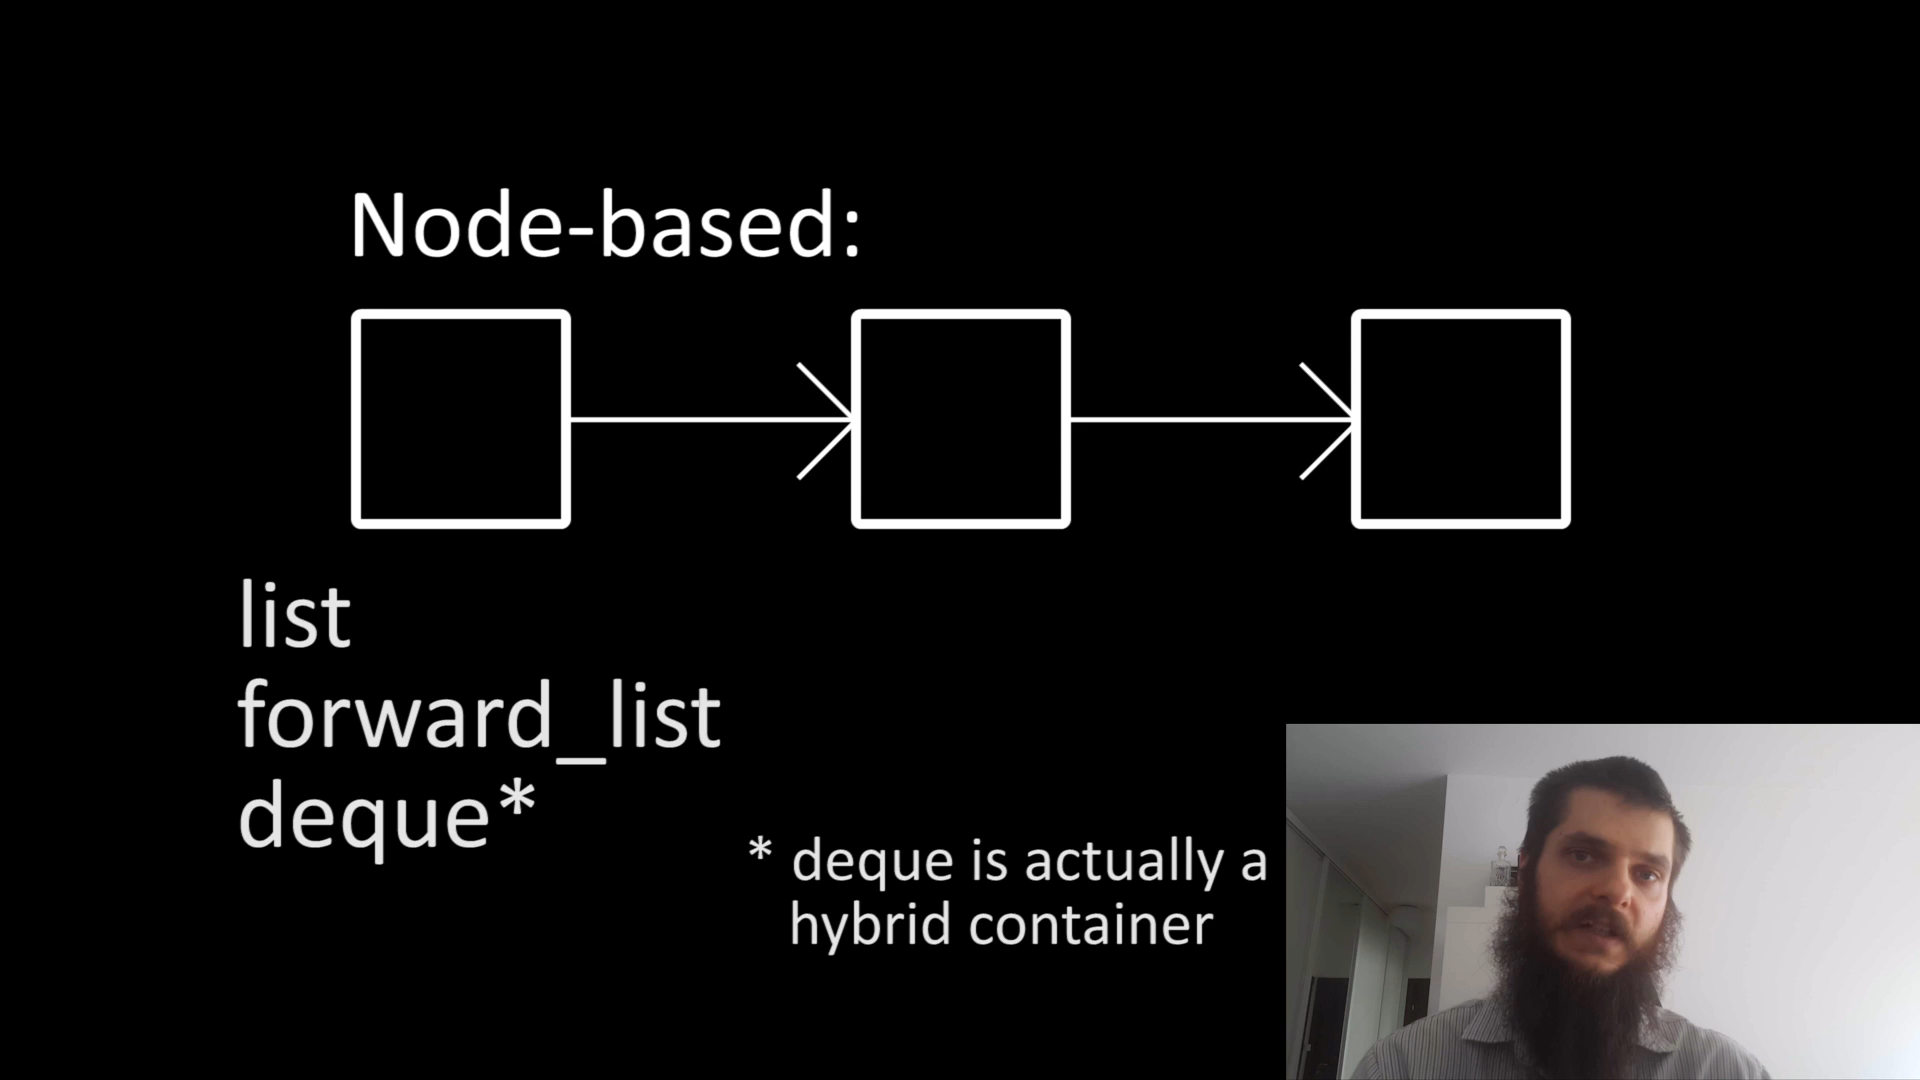 Node-based:
list
forward_list
deque*
* deque is actually a
hybrid container